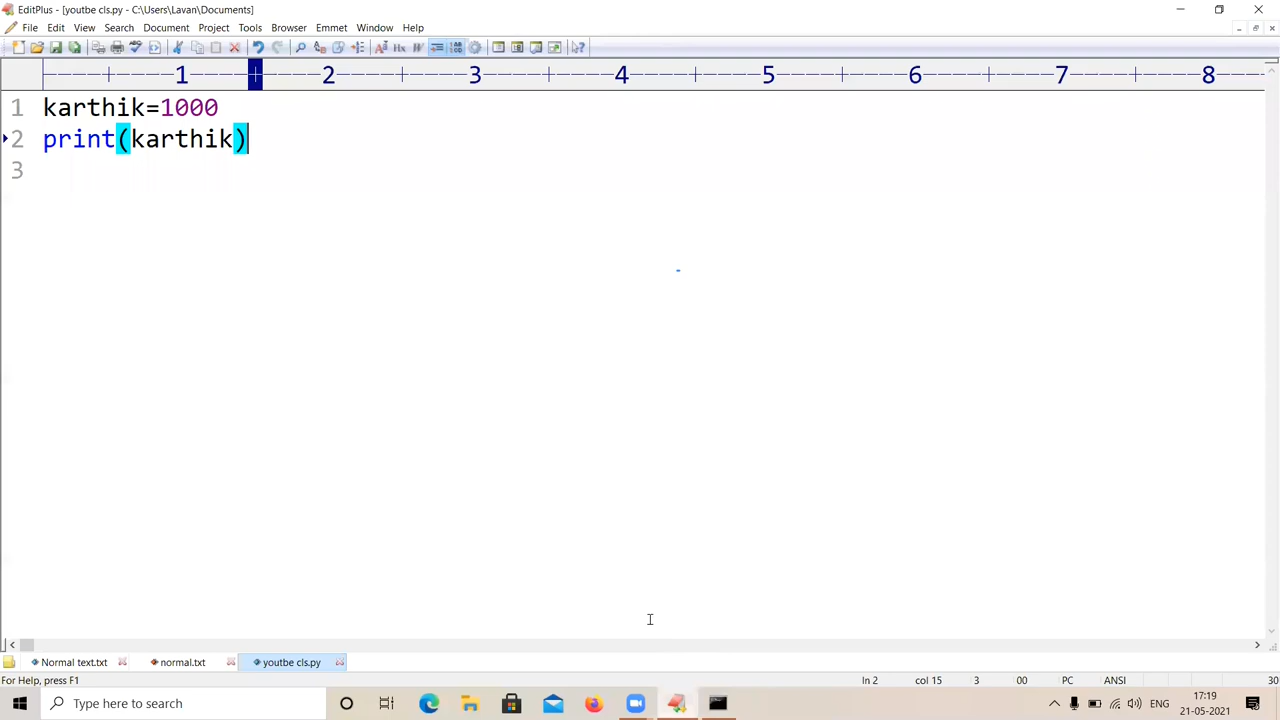 EditPlus - [youtbe cls.py - C:\Users\Lavan\Documents]
File Edit View Search Document Project Tools Browser Emmet Window Help
1 2 3 4 5 6 7 8
1 karthik=1000
2 print(karthik)
3
Normal text.txt normal.txt youtbe cls.py
For Help, press F1 ln 2 col 15 3 00 PC ANSI 30
Type here to search ENG 17:19
21-05-2021